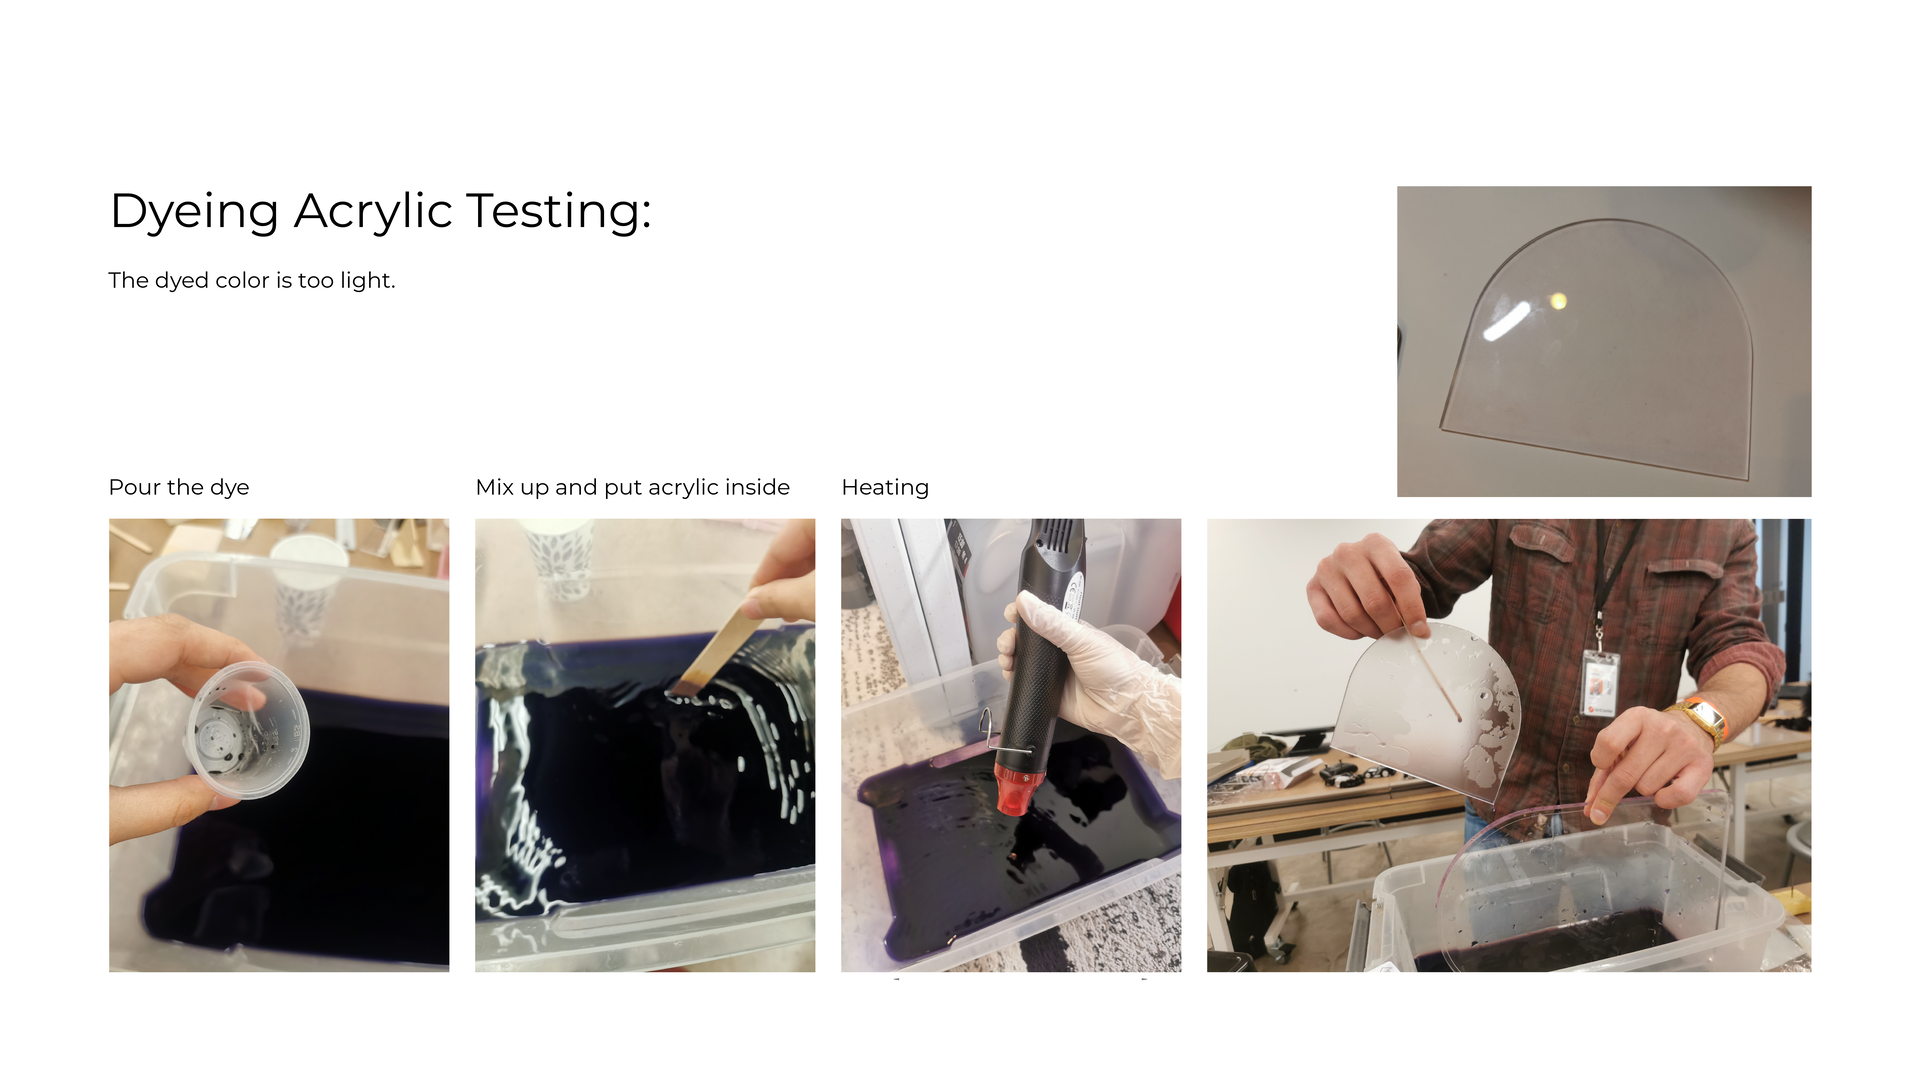 Dyeing Acrylic Testing:
The dyed color is too light.
Pour the dye
Mix up and put acrylic inside
Heating